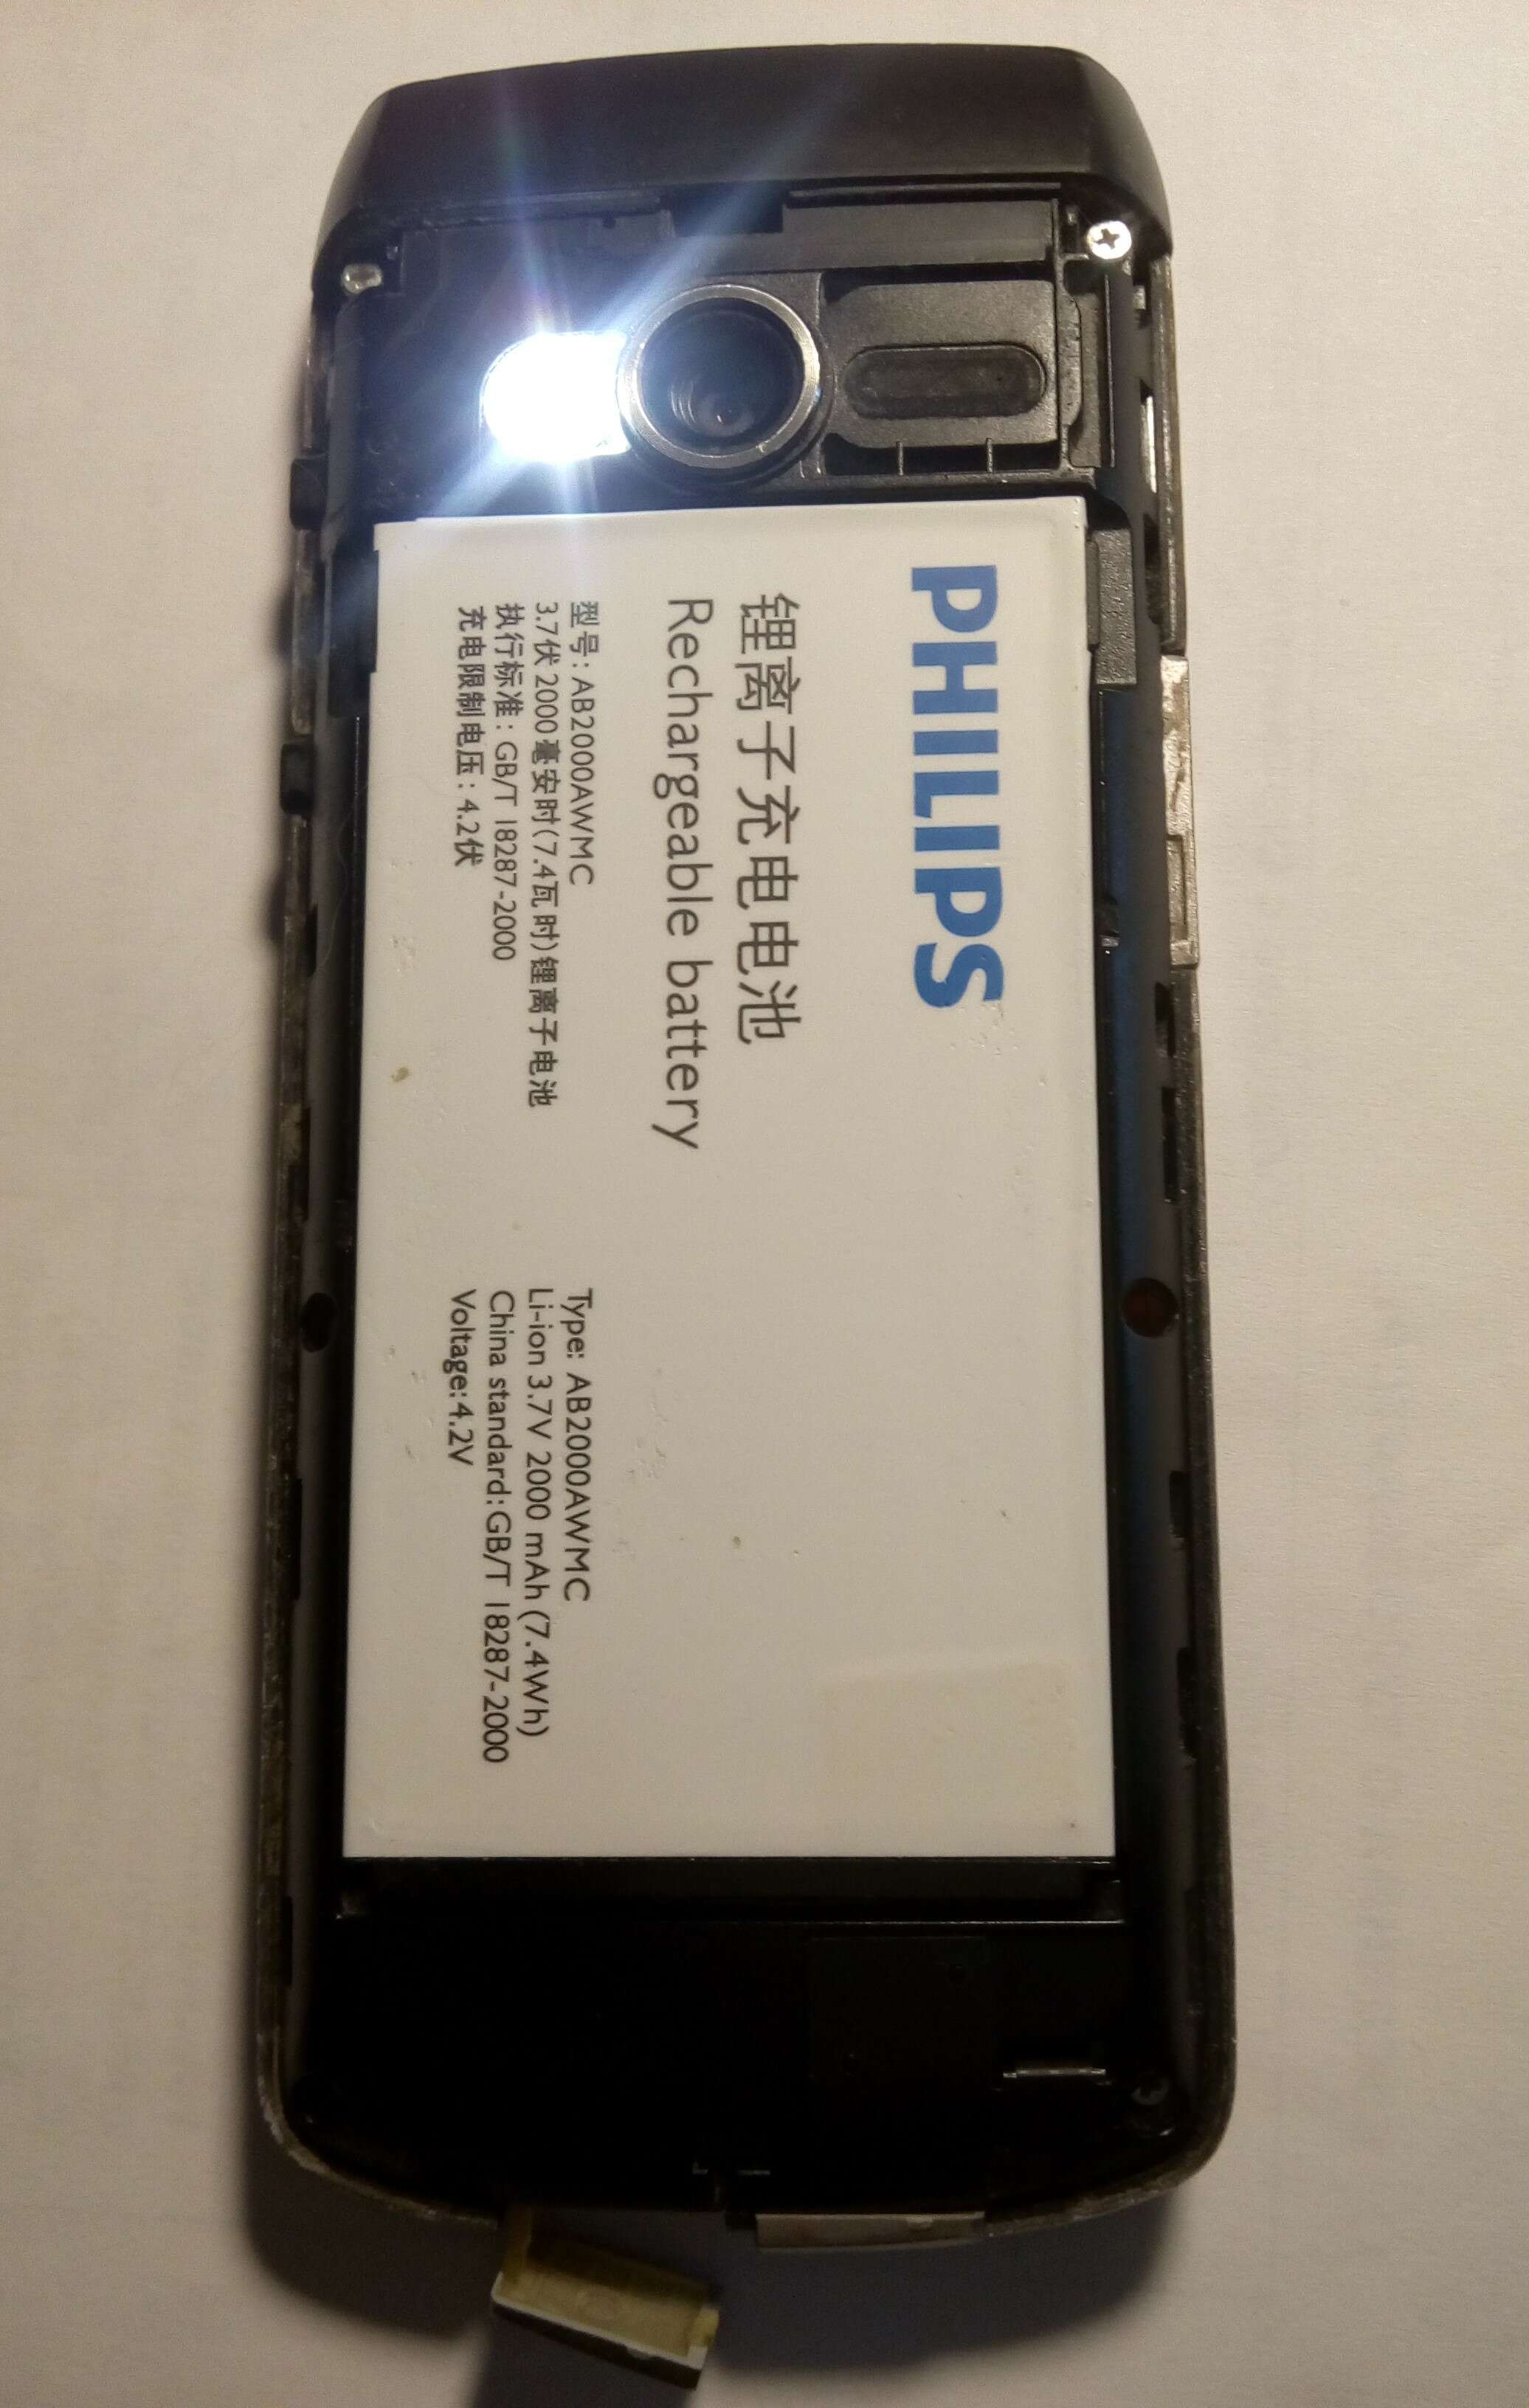 PHILIPS
锂离子充电电池
Rechargeable battery
型号: AB2000AWMC
3.7伏 2000毫安时(7.4瓦时)锂离子电池
执行标准: GB/T 18287-2000
充电限制电压: 4.2伏
Type: AB2000AWMC
Li-ion 3.7V 2000 mAh (7.4Wh)
China standard:GB/T 18287-2000
Voltage:4.2V